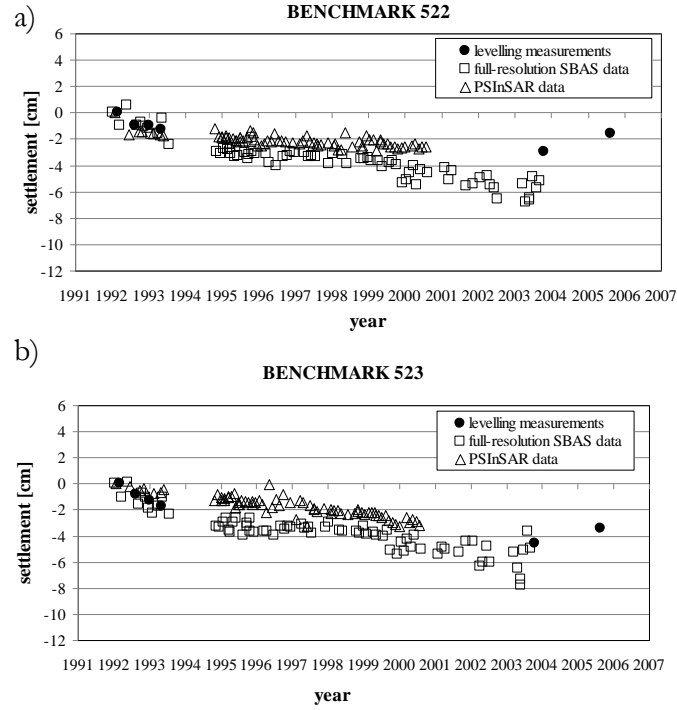 a)
BENCHMARK 522
levelling measurements
full-resolution SBAS data
PSInSAR data
6
4
2
0
-2
-4
-6
-8
-10
-12
settlement [cm]
1991 1992 1993 1994 1995 1996 1997 1998 1999 2000 2001 2002 2003 2004 2005 2006 2007
year
b)
BENCHMARK 523
levelling measurements
full-resolution SBAS data
PSInSAR data
6
4
2
0
-2
-4
-6
-8
-10
-12
settlement [cm]
1991 1992 1993 1994 1995 1996 1997 1998 1999 2000 2001 2002 2003 2004 2005 2006 2007
year